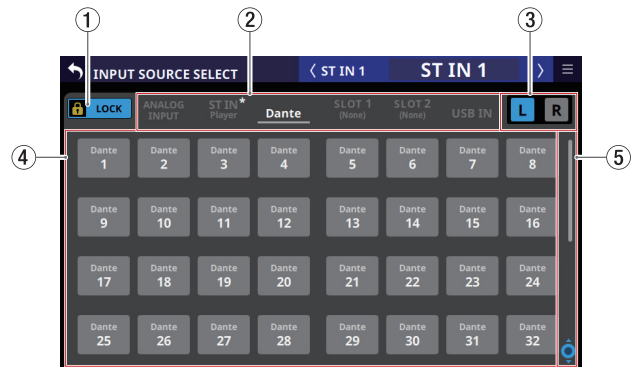 1 2 3
INPUT SOURCE SELECT 〈 ST IN 1 ST IN 1 〉 ≡
LOCK
ANALOG INPUT
ST IN* Player
Dante
SLOT 1 (None)
SLOT 2 (None)
USB IN
L R
4 5
Dante 1 Dante 2 Dante 3 Dante 4 Dante 5 Dante 6 Dante 7 Dante 8
Dante 9 Dante 10 Dante 11 Dante 12 Dante 13 Dante 14 Dante 15 Dante 16
Dante 17 Dante 18 Dante 19 Dante 20 Dante 21 Dante 22 Dante 23 Dante 24
Dante 25 Dante 26 Dante 27 Dante 28 Dante 29 Dante 30 Dante 31 Dante 32